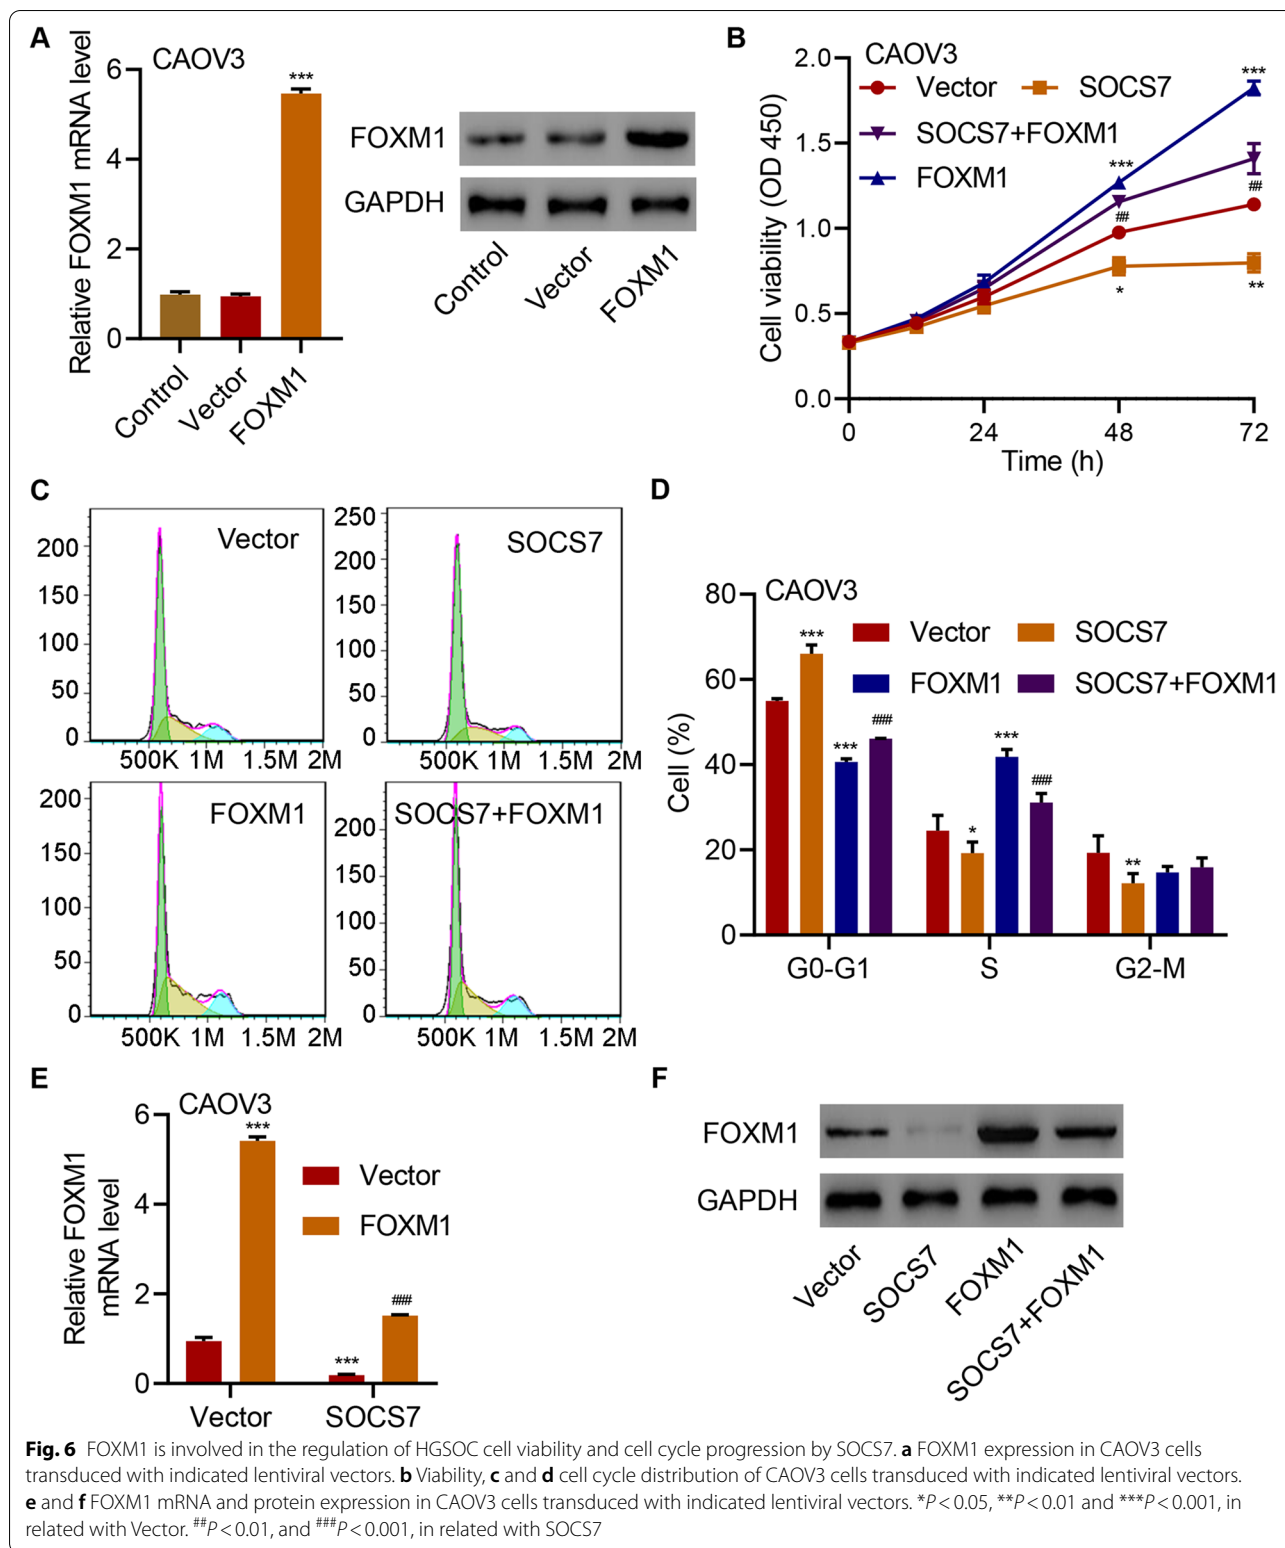 A
CAOV3
Relative FOXM1 mRNA level
6
4
2
0
***
Control
Vector
FOXM1
FOXM1
GAPDH
Control
Vector
FOXM1
B
CAOV3
Vector
SOCS7
SOCS7+FOXM1
FOXM1
Cell viability (OD 450)
2.0
1.5
1.0
0.5
0.0
***
##
*
***
##
**
0
24
48
72
Time (h)
C
Vector
200
150
100
50
0
500K 1M 1.5M 2M
SOCS7
250
200
150
100
50
0
500K 1M 1.5M 2M
FOXM1
200
150
100
50
0
500K 1M 1.5M 2M
SOCS7+FOXM1
200
150
100
50
0
500K 1M 1.5M 2M
D
CAOV3
Vector
SOCS7
FOXM1
SOCS7+FOXM1
Cell (%)
80
60
40
20
0
***
***
###
*
***
###
**
G0-G1
S
G2-M
E
CAOV3
Relative FOXM1
mRNA level
6
4
2
0
***
***
###
Vector
FOXM1
Vector
SOCS7
F
FOXM1
GAPDH
Vector
SOCS7
FOXM1
SOCS7+FOXM1
Fig. 6 FOXM1 is involved in the regulation of HGSOC cell viability and cell cycle progression by SOCS7. a FOXM1 expression in CAOV3 cells
transduced with indicated lentiviral vectors. b Viability, c and d cell cycle distribution of CAOV3 cells transduced with indicated lentiviral vectors.
e and f FOXM1 mRNA and protein expression in CAOV3 cells transduced with indicated lentiviral vectors. *P < 0.05, **P < 0.01 and ***P < 0.001, in
related with Vector. ##P < 0.01, and ###P < 0.001, in related with SOCS7